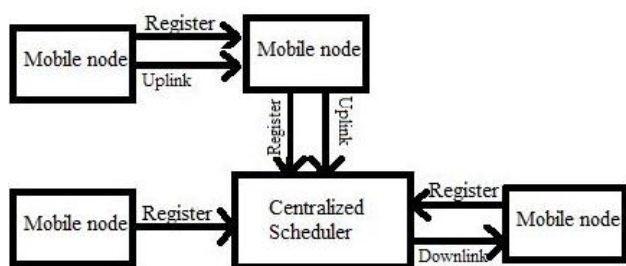 Register
Mobile node
Mobile node
Uplink
Register
Uplink
Mobile node
Register
Centralized
Scheduler
Register
Downlink
Mobile node